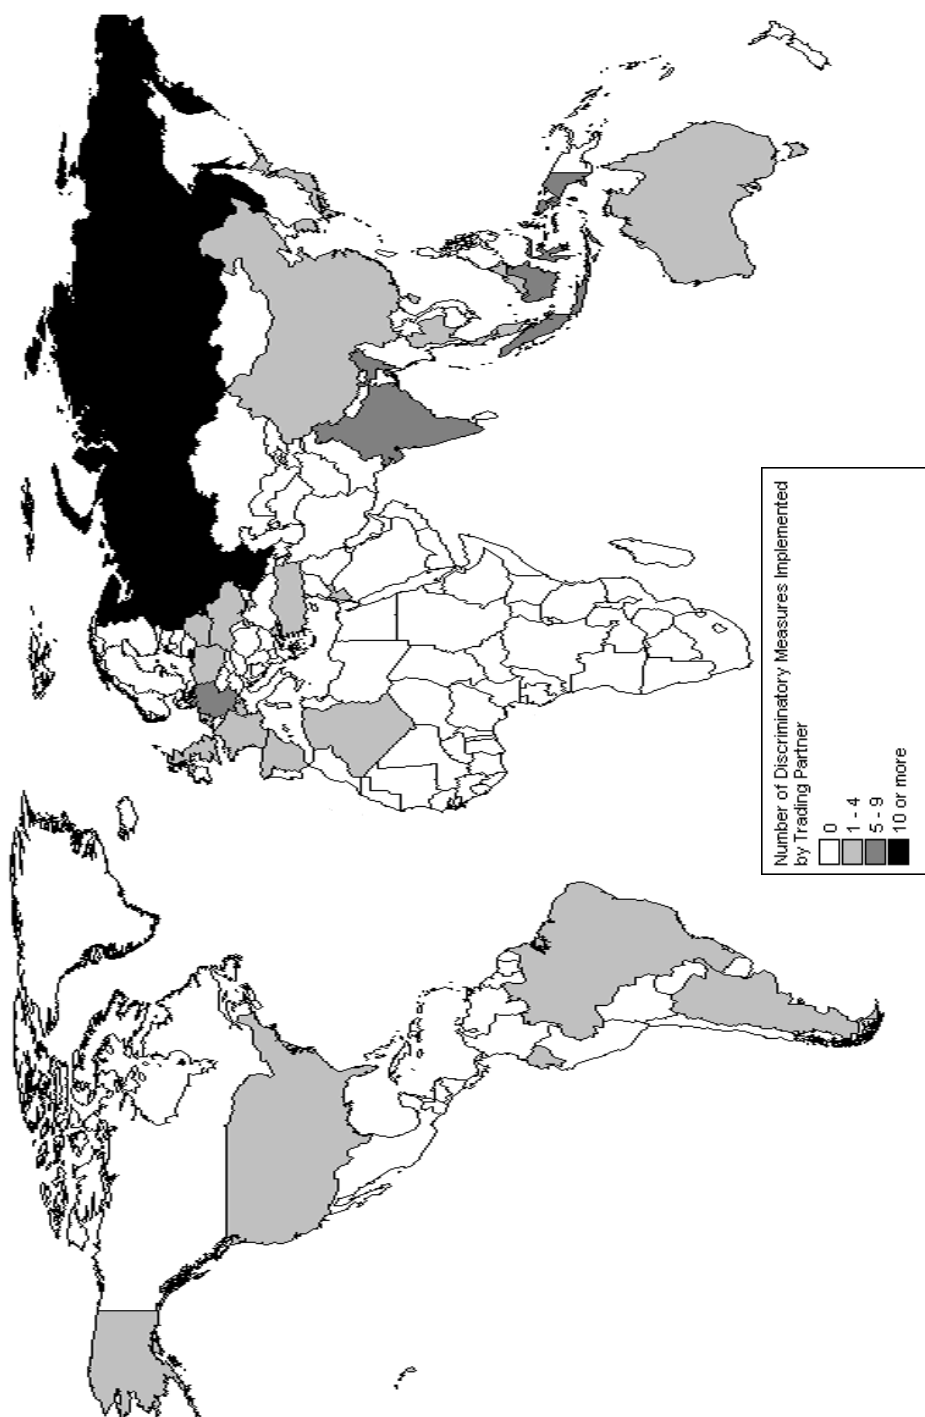 Number of Discriminatory Measures Implemented
by Trading Partner
0
1 - 4
5 - 9
10 or more